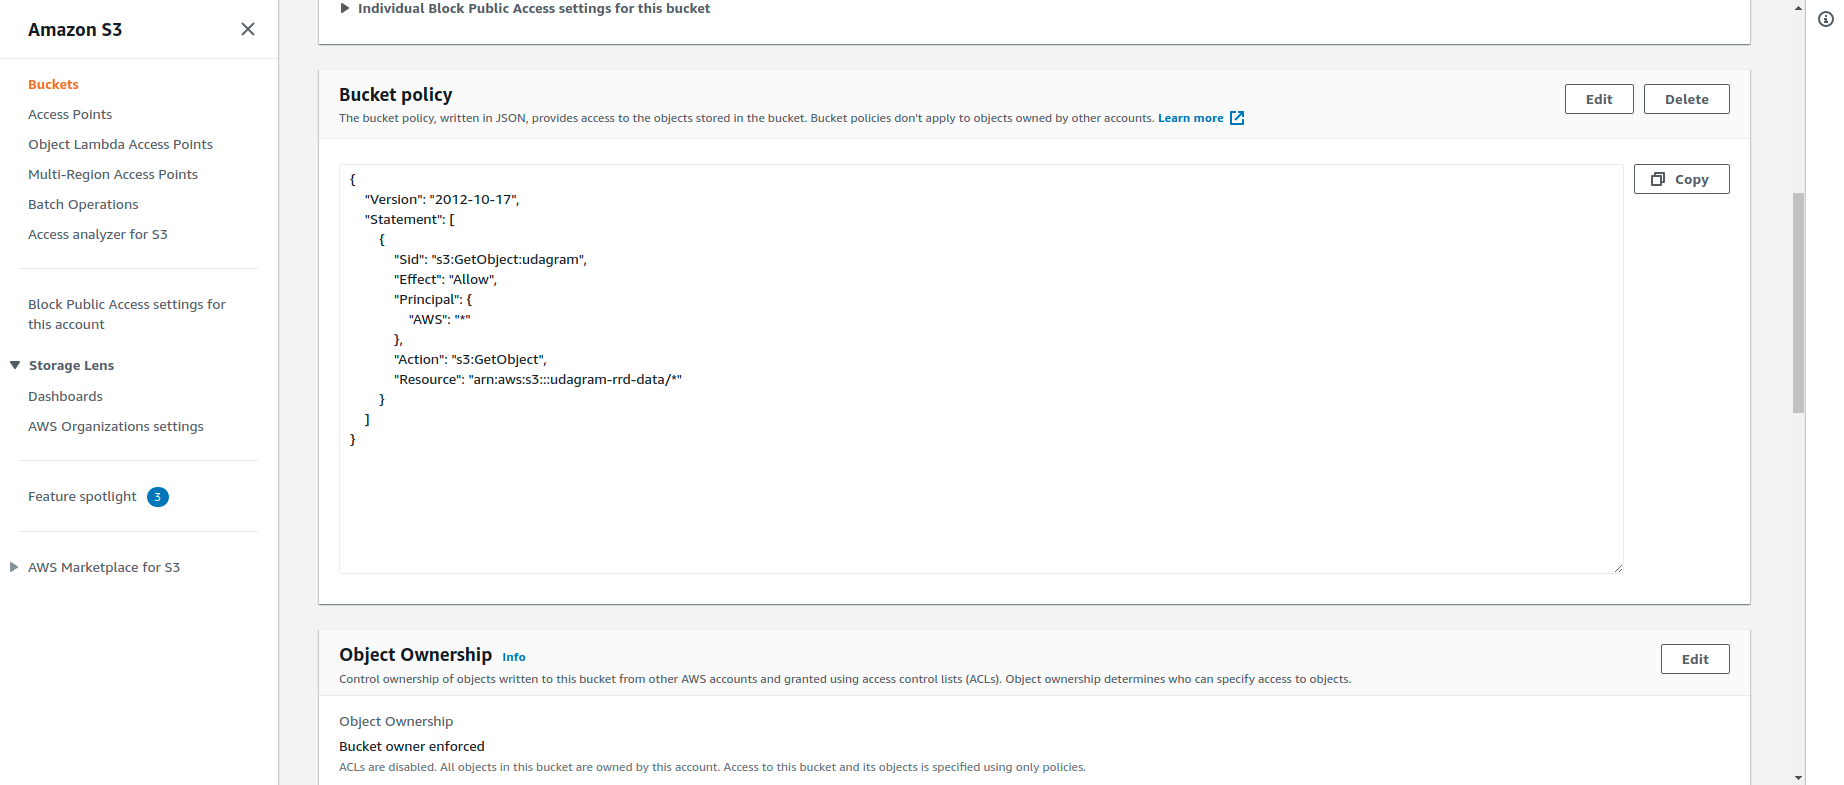 Amazon S3
Buckets
Access Points
Object Lambda Access Points
Multi-Region Access Points
Batch Operations
Access analyzer for S3
Block Public Access settings for
this account
Storage Lens
Dashboards
AWS Organizations settings
Feature spotlight 3
AWS Marketplace for S3
Individual Block Public Access settings for this bucket
Bucket policy
Edit
Delete
The bucket policy, written in JSON, provides access to the objects stored in the bucket. Bucket policies don't apply to objects owned by other accounts. Learn more
Copy
{
"Version": "2012-10-17",
"Statement": [
{
"Sid": "s3:GetObject:udagram",
"Effect": "Allow",
"Principal": {
"AWS": "*"
},
"Action": "s3:GetObject",
"Resource": "arn:aws:s3:::udagram-rrd-data/*"
}
]
}
Object Ownership Info
Edit
Control ownership of objects written to this bucket from other AWS accounts and granted using access control lists (ACLs). Object ownership determines who can specify access to objects.
Object Ownership
Bucket owner enforced
ACLs are disabled. All objects in this bucket are owned by this account. Access to this bucket and its objects is specified using only policies.